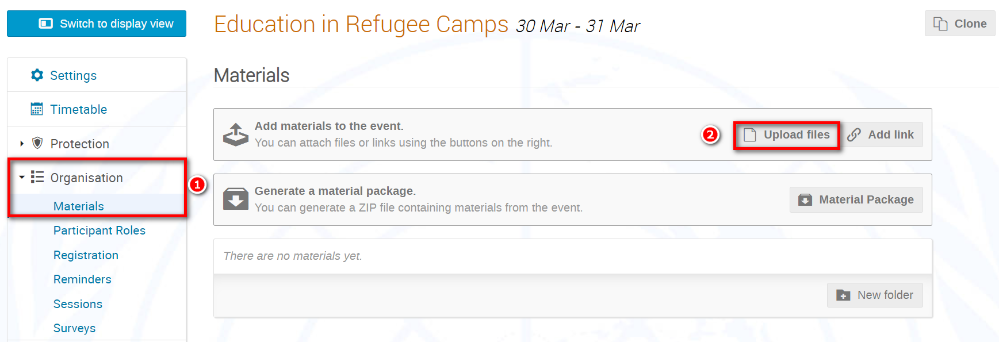 Switch to display view
Education in Refugee Camps 30 Mar - 31 Mar
Clone
Settings
Timetable
Protection
Organisation
1
Materials
Participant Roles
Registration
Reminders
Sessions
Surveys
Materials
Add materials to the event.
You can attach files or links using the buttons on the right.
2
Upload files
Add link
Generate a material package.
You can generate a ZIP file containing materials from the event.
Material Package
There are no materials yet.
New folder